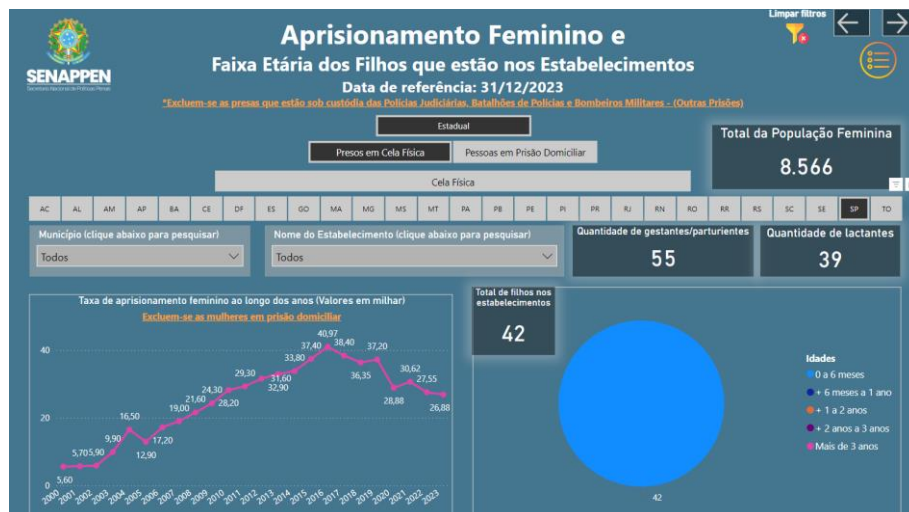 SENAPPEN
Secretaria Nacional de Políticas Penais
Aprisionamento Feminino e
Faixa Etária dos Filhos que estão nos Estabelecimentos
Data de referência: 31/12/2023
*Excluem-se as presas que estão sob custódia das Polícias Judiciárias, Batalhões de Polícias e Bombeiros Militares - (Outras Prisões)
Limpar filtros
Estadual
Presos em Cela Física
Pessoas em Prisão Domiciliar
Cela Física
Total da População Feminina
8.566
AC AL AM AP BA CE DF ES GO MA MG MS MT PA PB PE PI PR RJ RN RO RR RS SC SE SP TO
Município (clique abaixo para pesquisar)
Todos
Nome do Estabelecimento (clique abaixo para pesquisar)
Todos
Quantidade de gestantes/parturientes
55
Quantidade de lactantes
39
Taxa de aprisionamento feminino ao longo dos anos (Valores em milhar)
Excluem-se as mulheres em prisão domiciliar
40
20
0
5,60
5,70
5,90
9,90
16,50
12,90
17,20
19,00
21,60
24,30
28,20
29,30
32,90
31,60
33,80
37,40
40,97
38,40
36,35
37,20
28,88
30,62
27,55
26,88
2000 2001 2002 2003 2004 2005 2006 2007 2008 2009 2010 2011 2012 2013 2014 2015 2016 2017 2018 2019 2020 2021 2022 2023
Total de filhos nos
estabelecimentos
42
42
Idades
0 a 6 meses
+ 6 meses a 1 ano
+ 1 a 2 anos
+ 2 anos a 3 anos
Mais de 3 anos